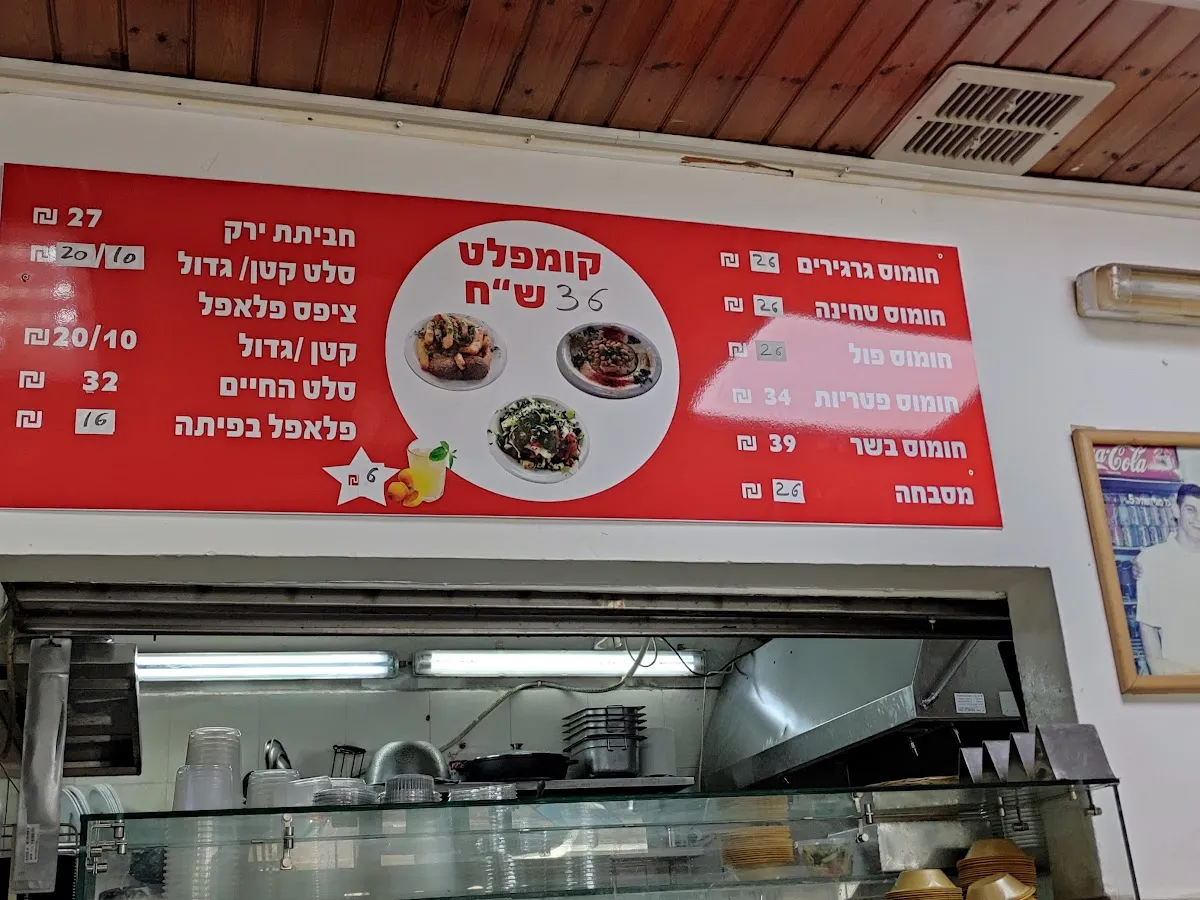 חומוס גרגירים 26 ₪
חומוס טחינה 26 ₪
חומוס פול 26 ₪
חומוס פטריות 34 ₪
חומוס בשר 39 ₪
מסבחה 26 ₪
קומפלט
36 ש״ח
חביתת ירק 27 ₪
סלט קטן/ גדול 20/10 ₪
ציפס פלאפל
קטן /גדול 20/10 ₪
סלט החיים 32 ₪
פלאפל בפיתה 16 ₪
6 ₪
Coca-Cola